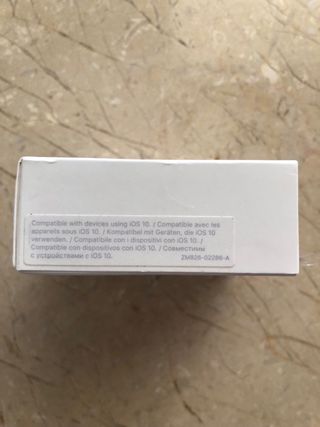 Compatible with devices using iOS 10. / Compatible avec les
appareils sous iOS 10. / Kompatibel mit Geräten, die iOS 10
verwenden. / Compatibile con i dispositivi con iOS 10. /
Compatible con dispositivos con iOS 10. / Совместимы
с устройствами с iOS 10. ZM826-02286-A